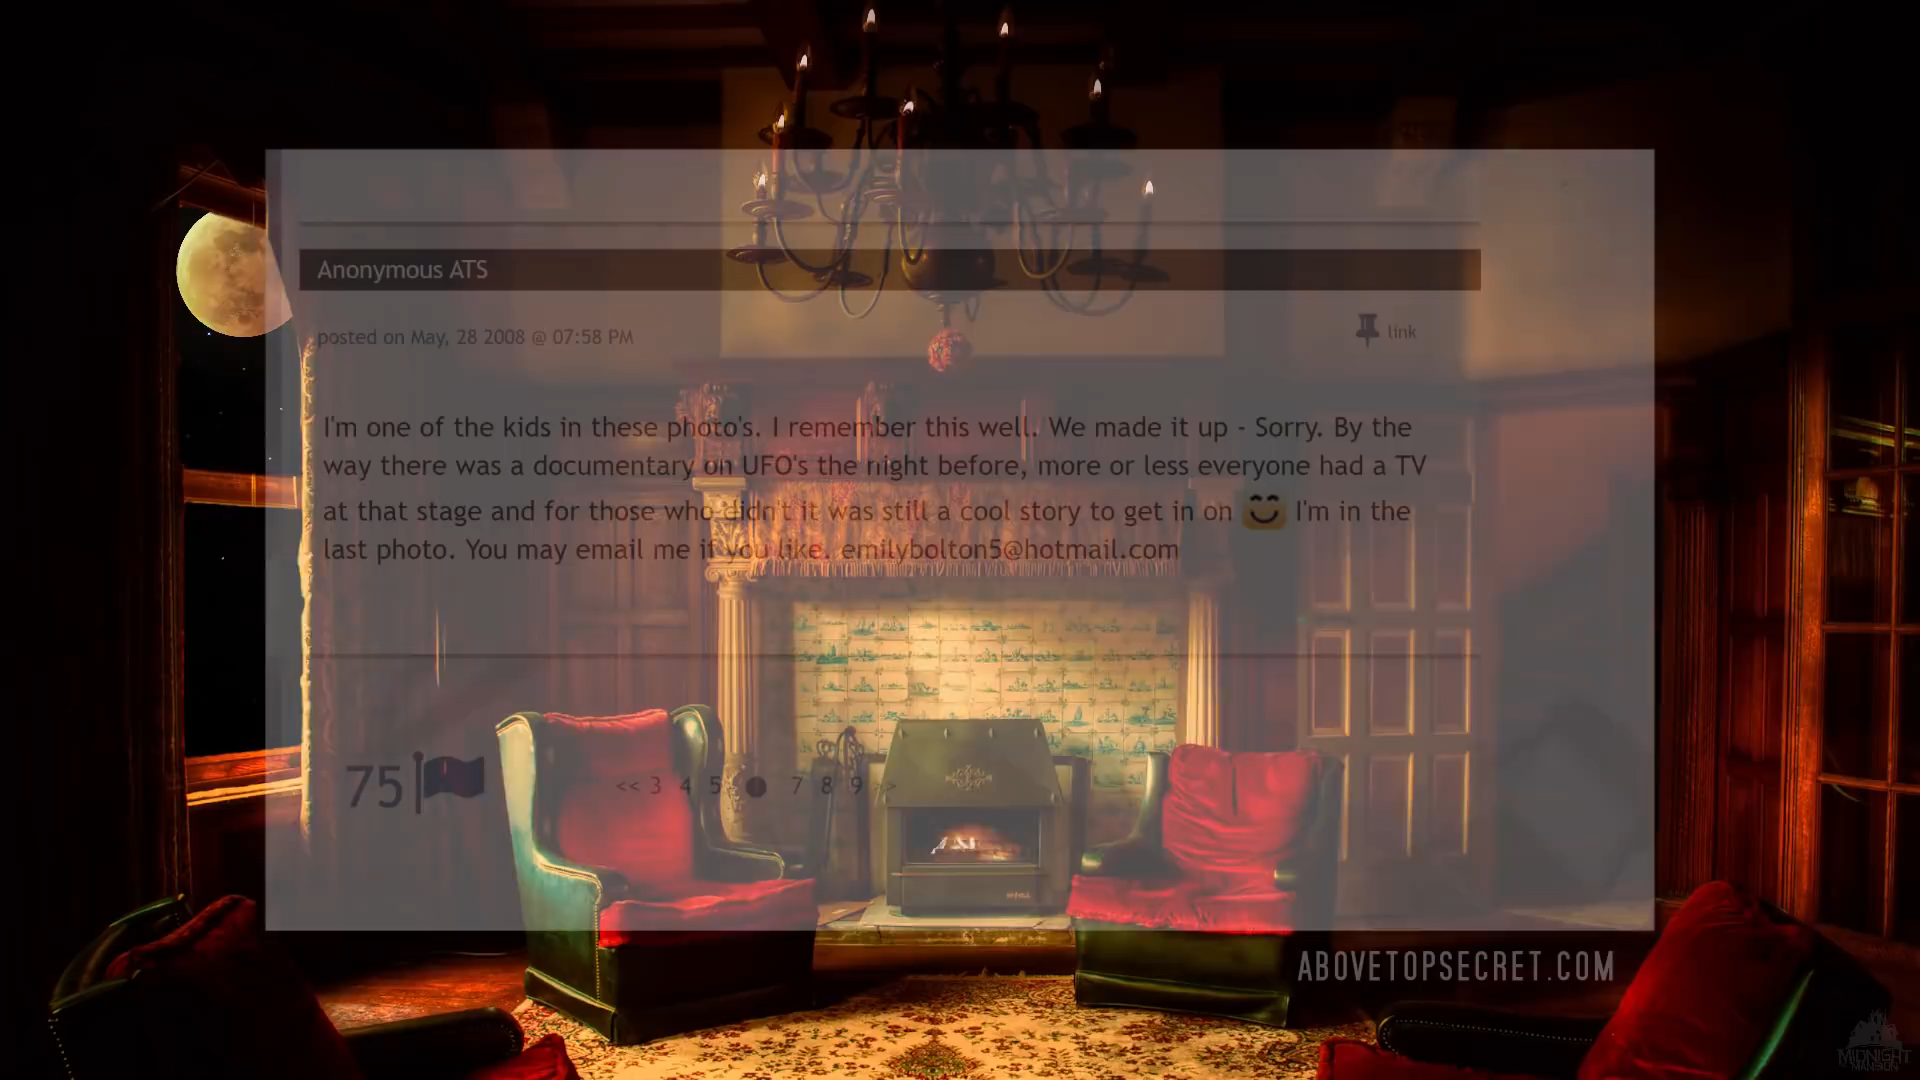 Anonymous ATS
posted on May, 28 2008 @ 07:58 PM
link
I'm one of the kids in these photo's. I remember this well. We made it up - Sorry. By the
way there was a documentary on UFO's the night before, more or less everyone had a TV
at that stage and for those who didn't it was still a cool story to get in on 😊 I'm in the
last photo. You may email me if you like. emilybolton5@hotmail.com
75
<< 3 4 5 7 8 9 >>
ABOVETOPSECRET.COM
MIDNIGHT
MANSION